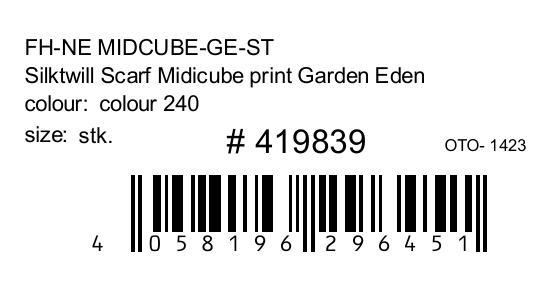 FH-NE MIDCUBE-GE-ST
Silktwill Scarf Midicube print Garden Eden
colour: colour 240
size: stk. # 419839 OTO- 1423
4 058196 296451